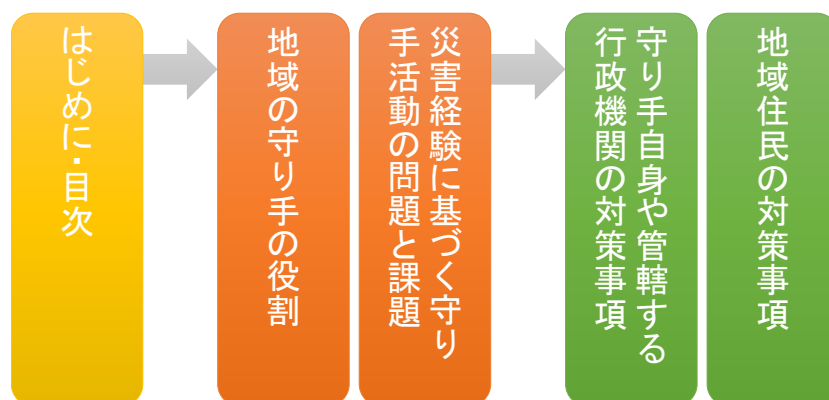 はじめに・目次
地域の守り手の役割
災害経験に基づく守り
手活動の問題と課題
守り手自身や管轄する
行政機関の対策事項
地域住民の対策事項